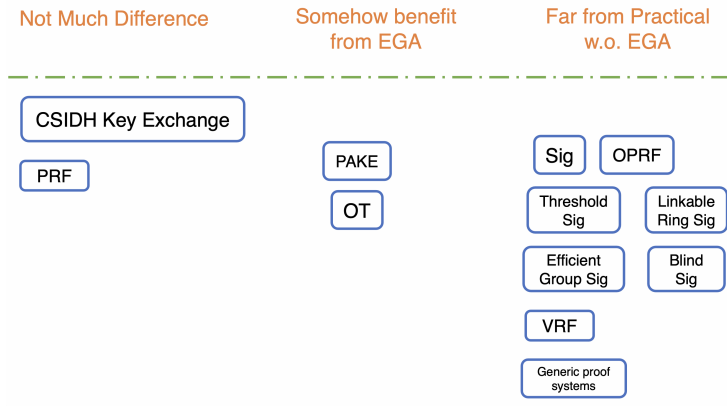 Not Much Difference
Somehow benefit
from EGA
Far from Practical
w.o. EGA
CSIDH Key Exchange
PRF
PAKE
OT
Sig
OPRF
Threshold
Sig
Linkable
Ring Sig
Efficient
Group Sig
Blind
Sig
VRF
Generic proof
systems